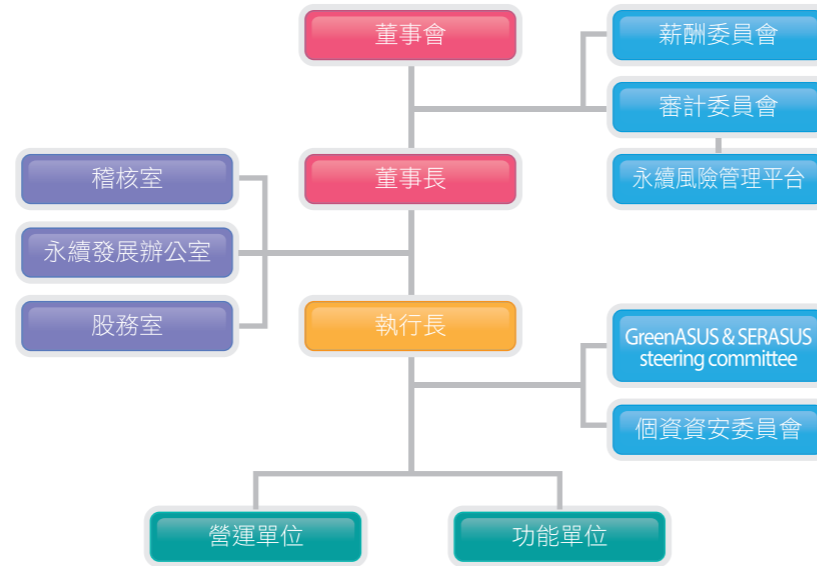 董事會
薪酬委員會
審計委員會
稽核室
董事長
永續風險管理平台
永續發展辦公室
股務室
執行長
GreenASUS & SERASUS
steering committee
個資資安委員會
營運單位
功能單位